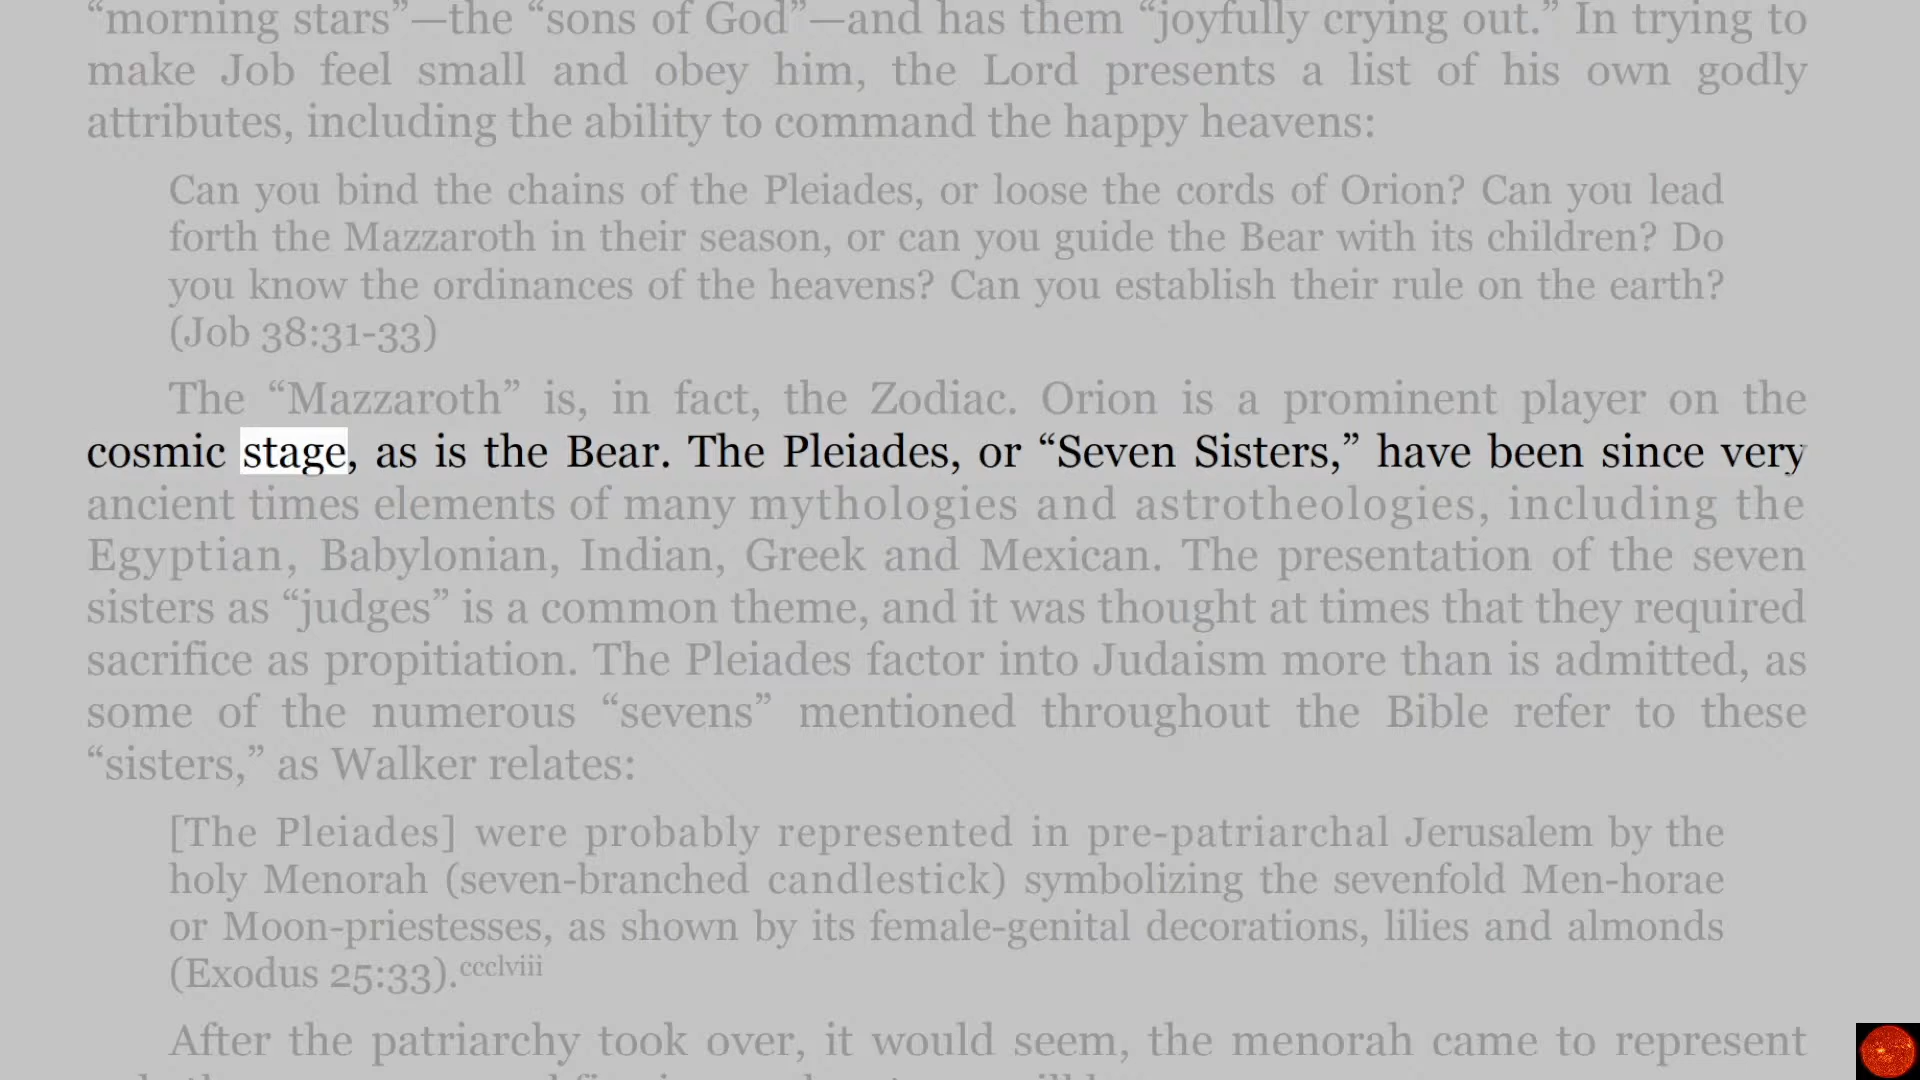 “morning stars”—the “sons of God”—and has them “joyfully crying out.” In trying to
make Job feel small and obey him, the Lord presents a list of his own godly
attributes, including the ability to command the happy heavens:
Can you bind the chains of the Pleiades, or loose the cords of Orion? Can you lead
forth the Mazzaroth in their season, or can you guide the Bear with its children? Do
you know the ordinances of the heavens? Can you establish their rule on the earth?
(Job 38:31-33)
The “Mazzaroth” is, in fact, the Zodiac. Orion is a prominent player on the
cosmic stage, as is the Bear. The Pleiades, or “Seven Sisters,” have been since very
ancient times elements of many mythologies and astrotheologies, including the
Egyptian, Babylonian, Indian, Greek and Mexican. The presentation of the seven
sisters as “judges” is a common theme, and it was thought at times that they required
sacrifice as propitiation. The Pleiades factor into Judaism more than is admitted, as
some of the numerous “sevens” mentioned throughout the Bible refer to these
“sisters,” as Walker relates:
[The Pleiades] were probably represented in pre-patriarchal Jerusalem by the
holy Menorah (seven-branched candlestick) symbolizing the sevenfold Men-horae
or Moon-priestesses, as shown by its female-genital decorations, lilies and almonds
(Exodus 25:33).ccclviii
After the patriarchy took over, it would seem, the menorah came to represent